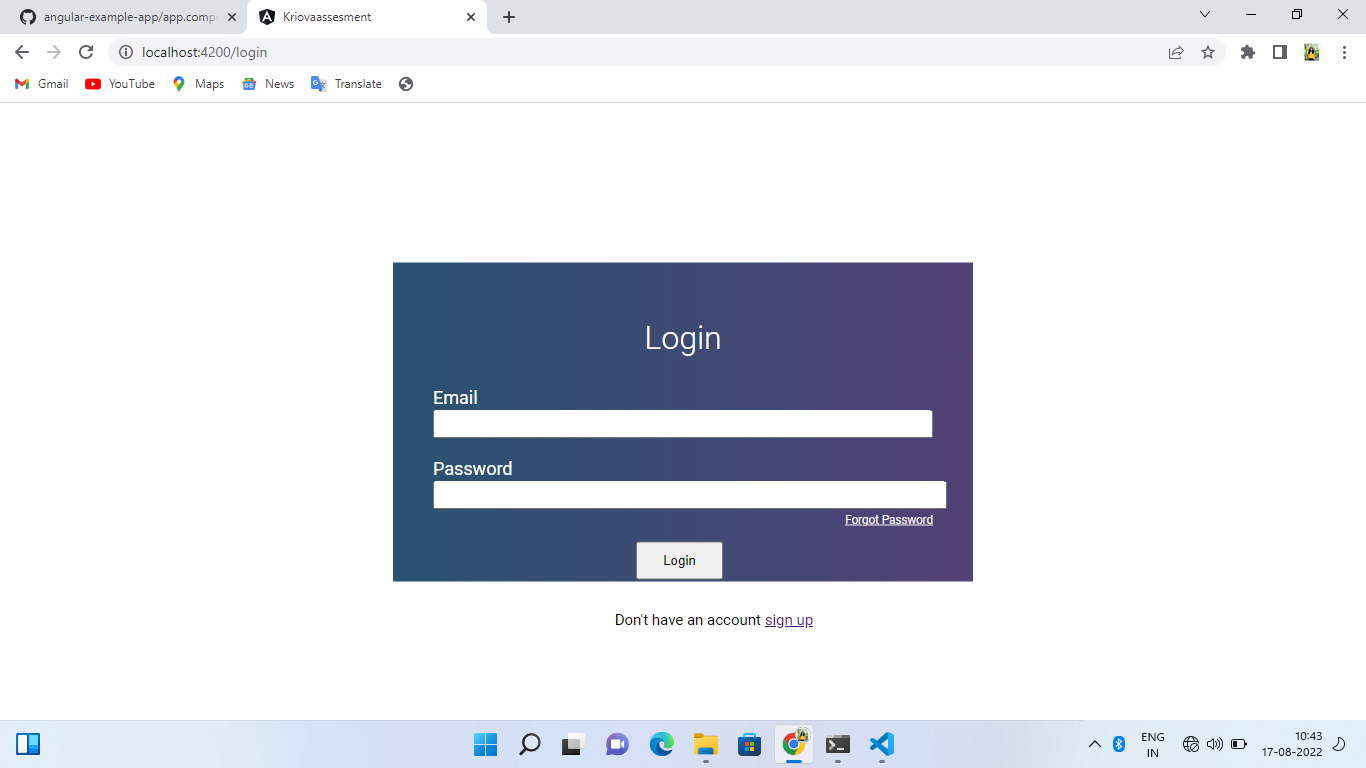 angular-example-app/app.comp
Kriovaassesment
localhost:4200/login
Gmail YouTube Maps News Translate
Login
Email
Password
Forgot Password
Login
Don't have an account sign up
ENG
IN
10:43
17-08-2022